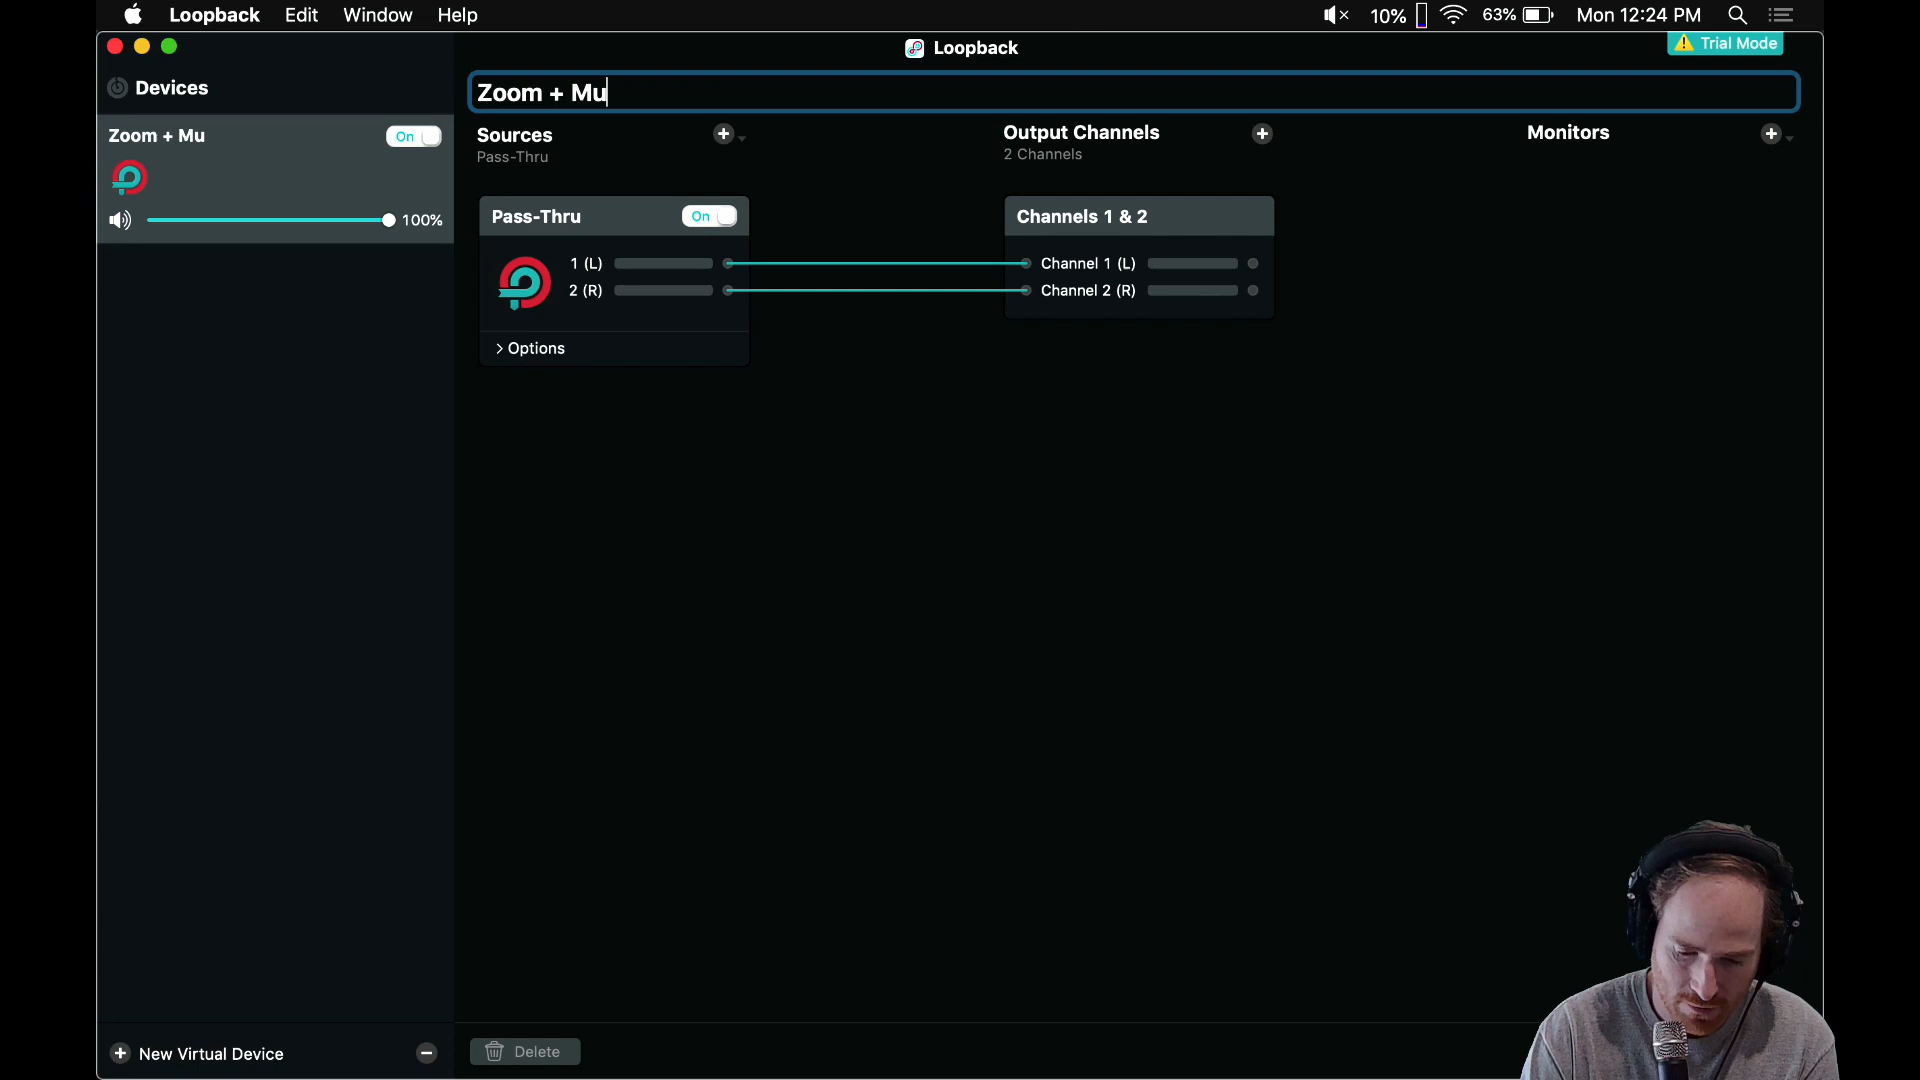 Loopback Edit Window Help
10% 63% Mon 12:24 PM
Loopback
Trial Mode
Devices
Zoom + Mu
On
100%
Zoom + Mu
Sources
Pass-Thru
Output Channels
2 Channels
Monitors
Pass-Thru
On
1 (L)
2 (R)
Options
Channels 1 & 2
Channel 1 (L)
Channel 2 (R)
New Virtual Device
Delete